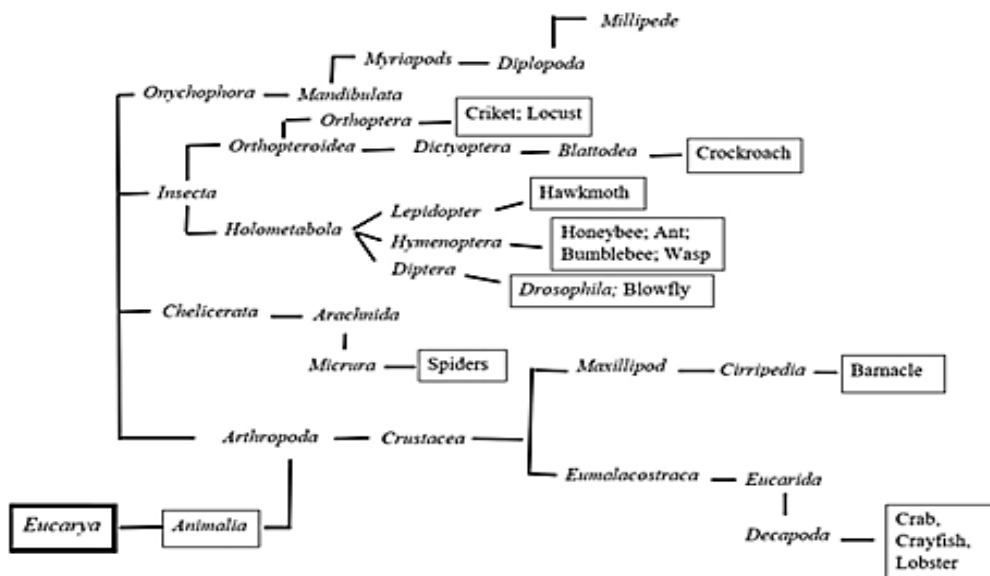 Millipede
Myriapods
Diplopoda
Onychophora
Mandibulata
Orthoptera
Criket; Locust
Orthopteroidea
Dictyoptera
Blattodea
Crockroach
Insecta
Lepidopter
Hawkmoth
Holometabola
Hymenoptera
Honeybee; Ant;
Bumblebee; Wasp
Diptera
Drosophila; Blowfly
Chelicerata
Arachnida
Micrura
Spiders
Maxillipod
Cirripedia
Barnacle
Arthropoda
Crustacea
Eumalacostraca
Eucarida
Eucarya
Animalia
Decapoda
Crab,
Crayfish,
Lobster